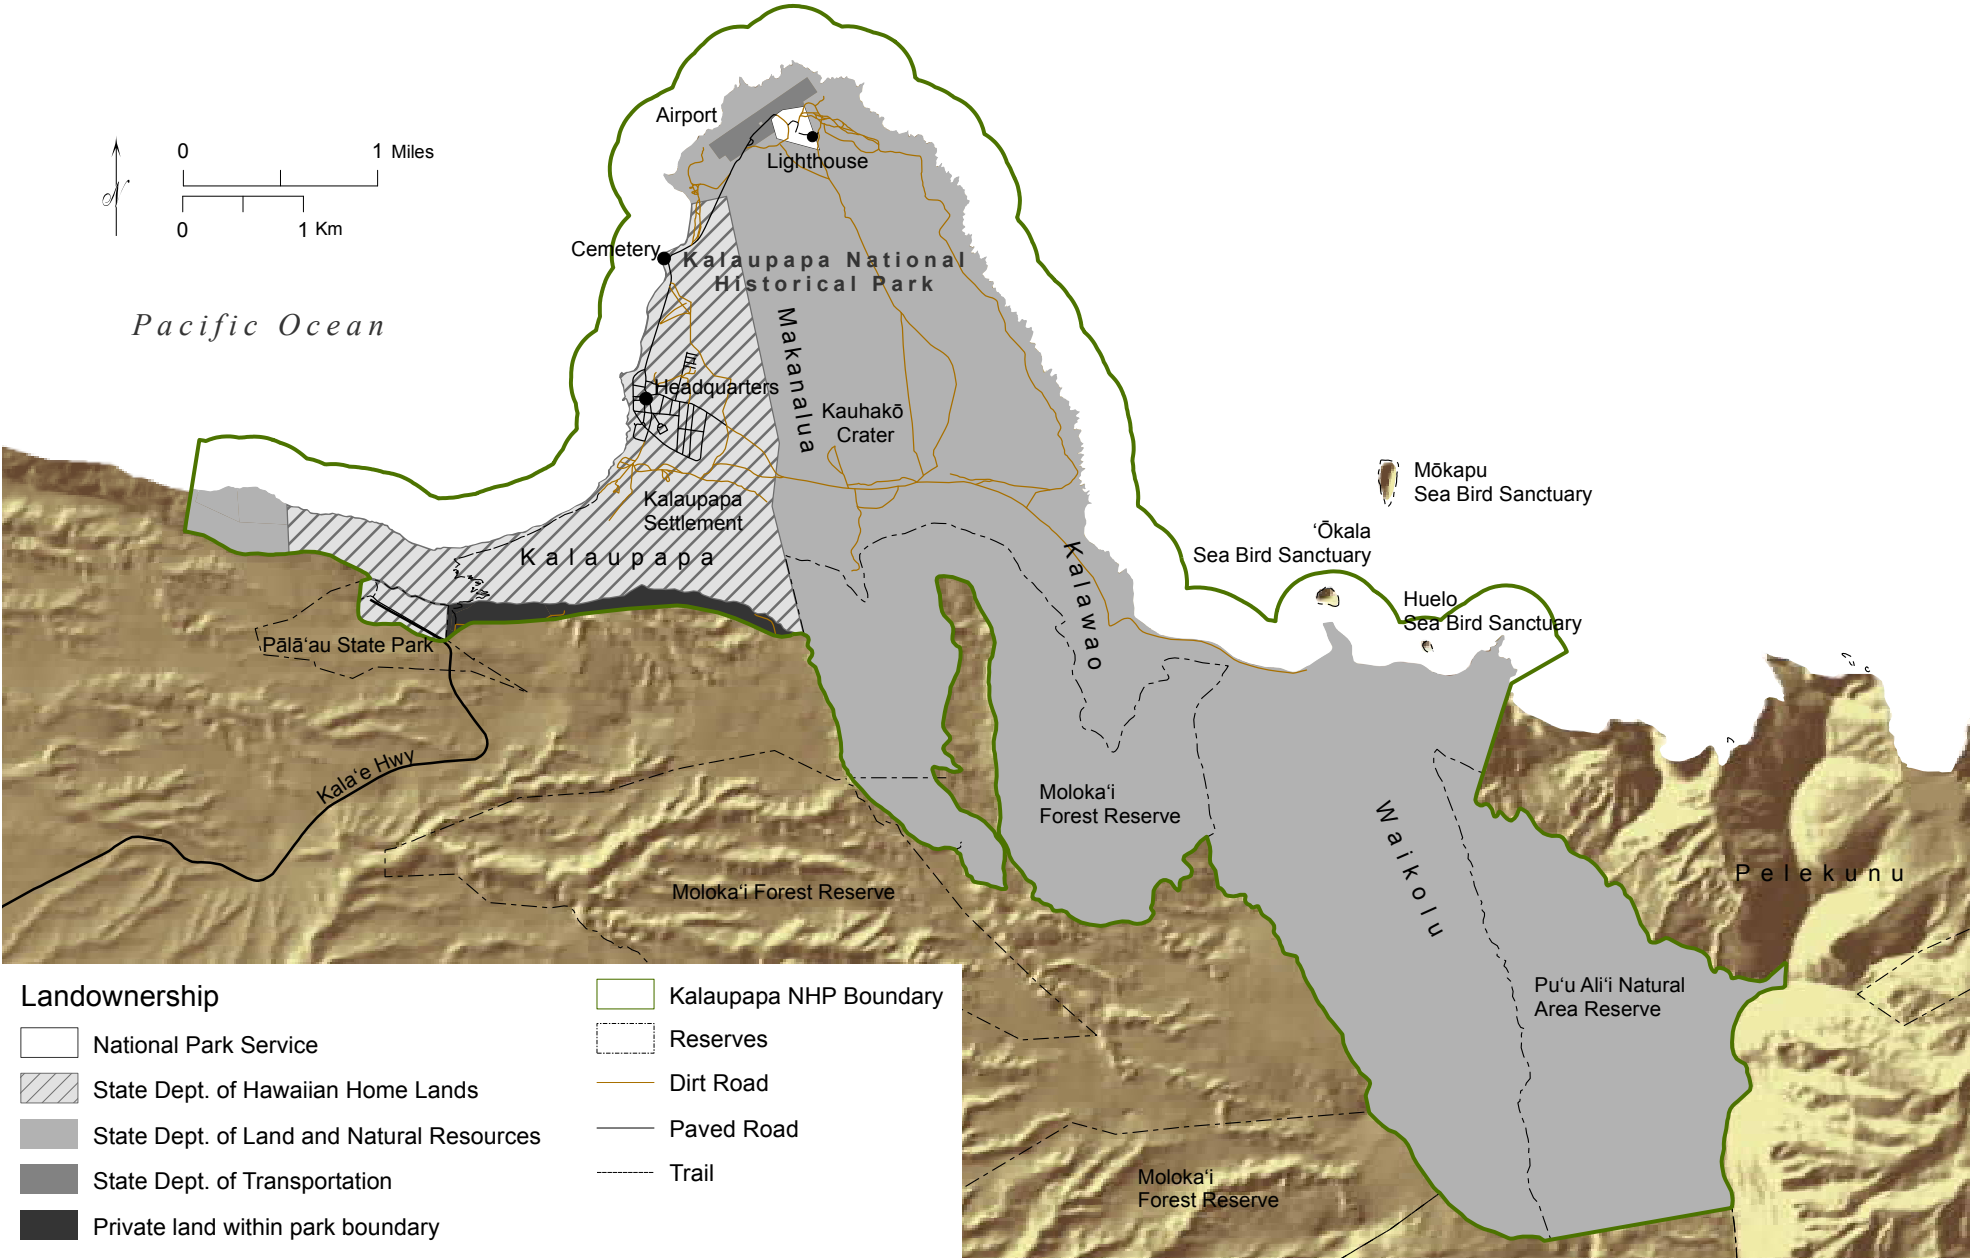 Airport
0 1 Miles
Lighthouse
0 1 Km
Cemetery
Kalaupapa National
Historical Park
Pacific Ocean
Makanalua
Headquarters
Kauhakō
Crater
Mōkapu
Sea Bird Sanctuary
Kalaupapa
Settlement
ʻŌkala
Sea Bird Sanctuary
Kalaupapa
Kalawao
Huelo
Sea Bird Sanctuary
Pālāʻau State Park
Kalaʻe Hwy
Molokaʻi
Forest Reserve
Waikolu
Pelekunu
Molokaʻi Forest Reserve
Puʻu Aliʻi Natural
Area Reserve
Molokaʻi
Forest Reserve
Landownership
National Park Service
State Dept. of Hawaiian Home Lands
State Dept. of Land and Natural Resources
State Dept. of Transportation
Private land within park boundary
Kalaupapa NHP Boundary
Reserves
Dirt Road
Paved Road
Trail
N